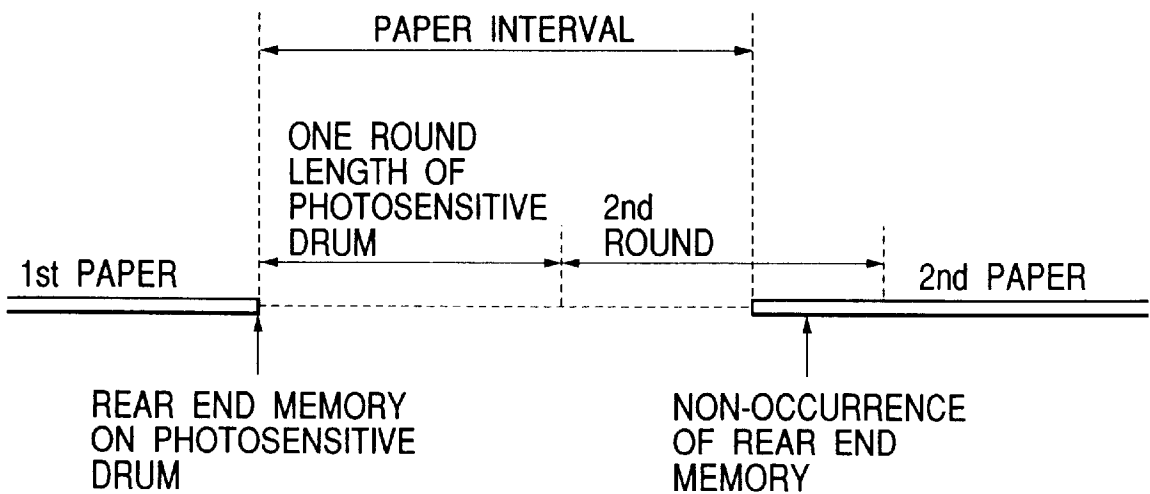 PAPER INTERVAL
ONE ROUND
LENGTH OF
PHOTOSENSITIVE
DRUM
2nd
ROUND
1st PAPER
2nd PAPER
REAR END MEMORY
ON PHOTOSENSITIVE
DRUM
NON-OCCURRENCE
OF REAR END
MEMORY